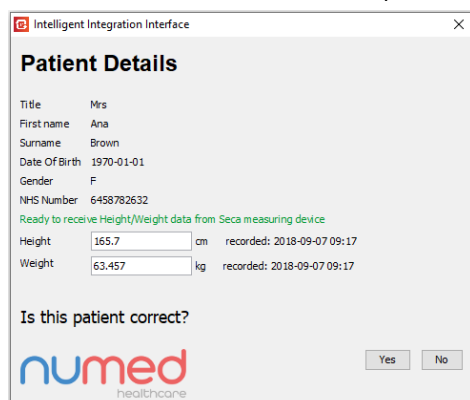 Intelligent Integration Interface
Patient Details
Title Mrs
First name Ana
Surname Brown
Date Of Birth 1970-01-01
Gender F
NHS Number 6458782632
Ready to receive Height/Weight data from Seca measuring device
Height 165.7 cm recorded: 2018-09-07 09:17
Weight 63.457 kg recorded: 2018-09-07 09:17
Is this patient correct?
numed
healthcare
Yes No